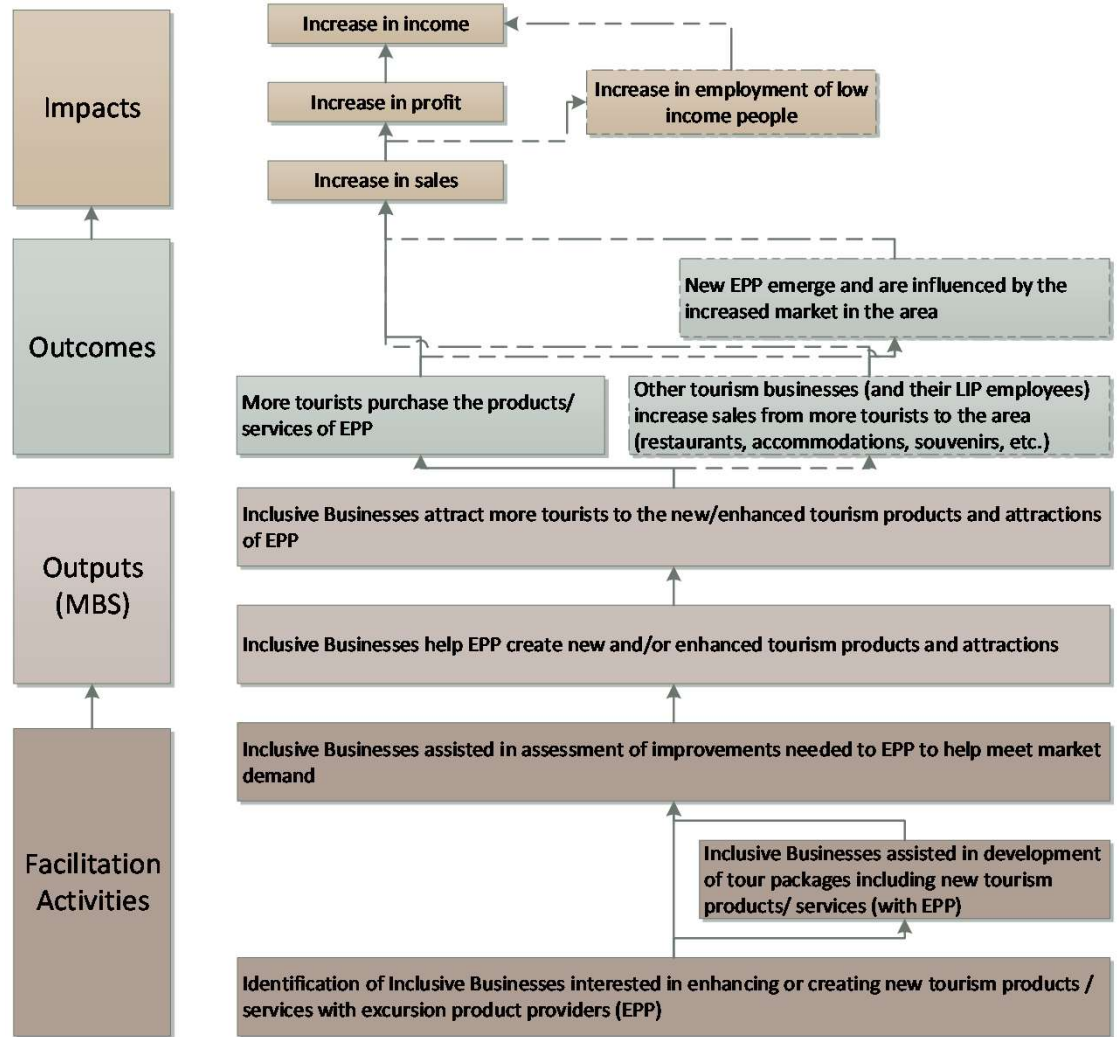 Impacts
Increase in income
Increase in profit
Increase in employment of low
income people
Increase in sales
Outcomes
New EPP emerge and are influenced by the
increased market in the area
More tourists purchase the products/
services of EPP
Other tourism businesses (and their LIP employees)
increase sales from more tourists to the area
(restaurants, accommodations, souvenirs, etc.)
Outputs
(MBS)
Inclusive Businesses attract more tourists to the new/enhanced tourism products and attractions
of EPP
Inclusive Businesses help EPP create new and/or enhanced tourism products and attractions
Facilitation
Activities
Inclusive Businesses assisted in assessment of improvements needed to EPP to help meet market
demand
Inclusive Businesses assisted in development
of tour packages including new tourism
products/ services (with EPP)
Identification of Inclusive Businesses interested in enhancing or creating new tourism products /
services with excursion product providers (EPP)